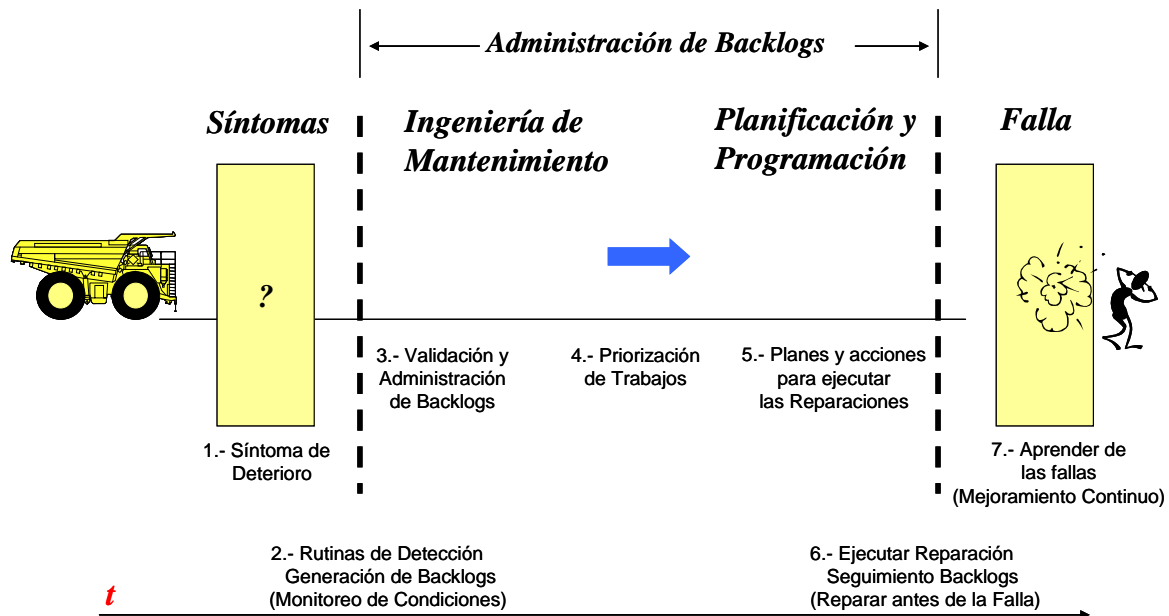 Administración de Backlogs
Síntomas
Ingeniería de
Mantenimiento
Planificación y
Programación
Falla
?
3.- Validación y
Administración
de Backlogs
4.- Priorización
de Trabajos
5.- Planes y acciones
para ejecutar
las Reparaciones
1.- Síntoma de
Deterioro
7.- Aprender de
las fallas
(Mejoramiento Continuo)
2.- Rutinas de Detección
Generación de Backlogs
(Monitoreo de Condiciones)
6.- Ejecutar Reparación
Seguimiento Backlogs
(Reparar antes de la Falla)
t